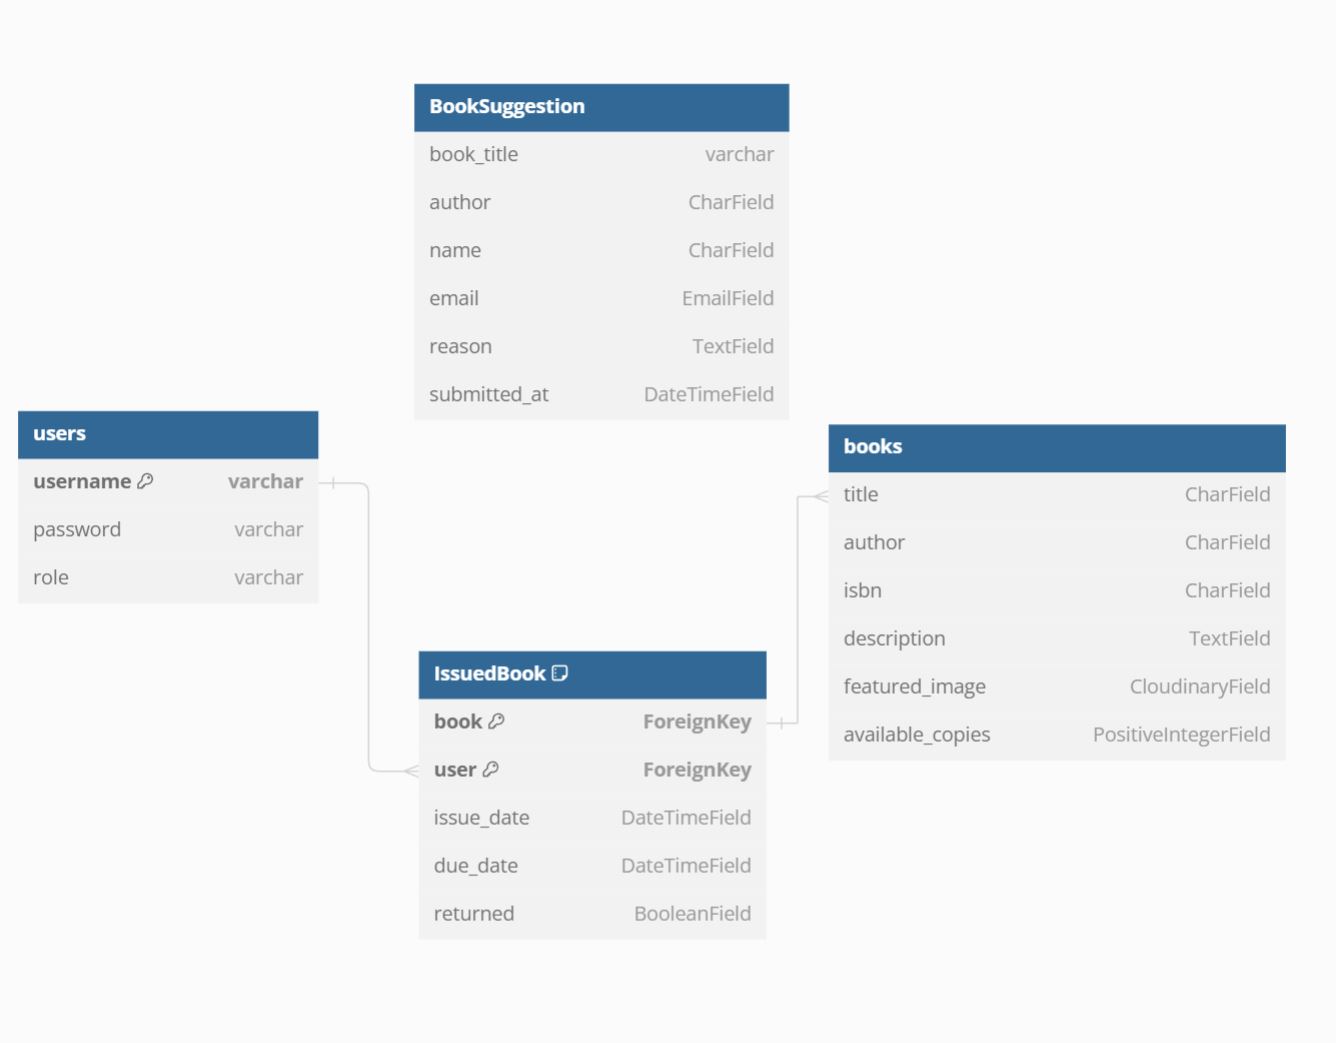 BookSuggestion
book_title varchar
author CharField
name CharField
email EmailField
reason TextField
submitted_at DateTimeField
users
username varchar
password varchar
role varchar
books
title CharField
author CharField
isbn CharField
description TextField
featured_image CloudinaryField
available_copies PositiveIntegerField
IssuedBook
book ForeignKey
user ForeignKey
issue_date DateTimeField
due_date DateTimeField
returned BooleanField